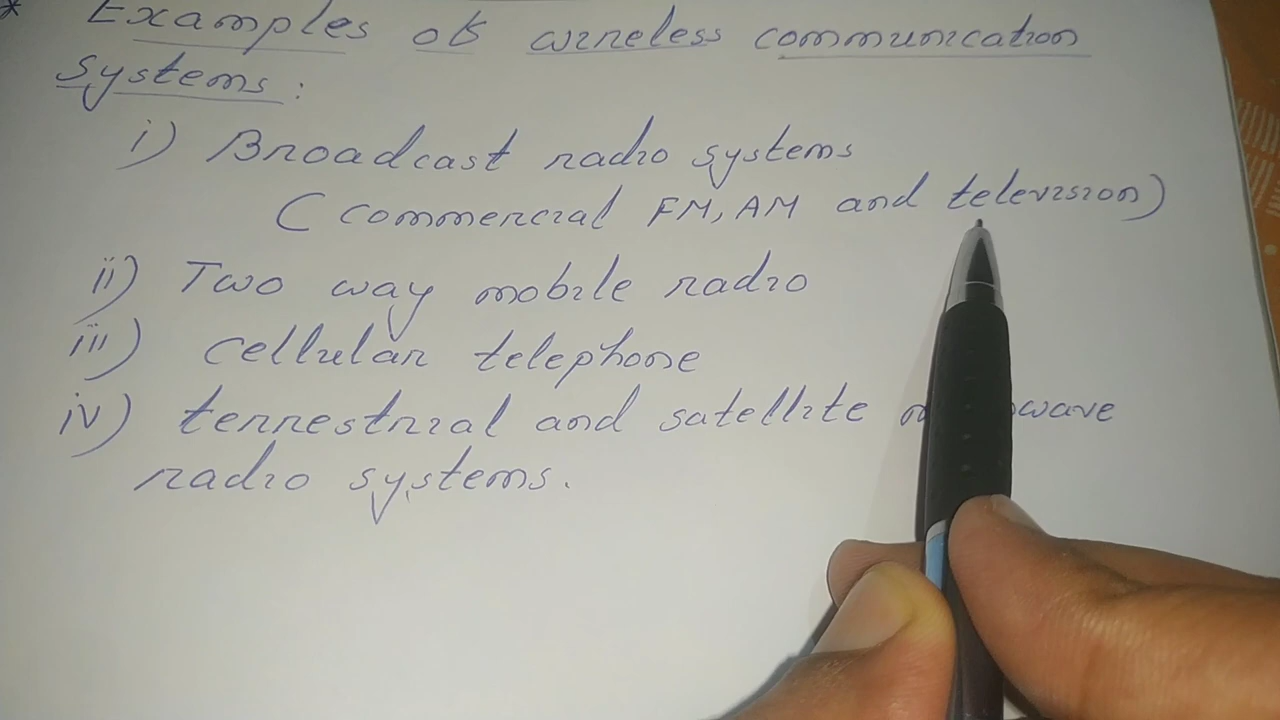 * Examples of wireless communication
systems:
i) Broadcast radio systems
(commercial FM, AM and television)
ii) Two way mobile radio
iii) cellular telephone
iv) terrestrial and satellite wave
radio systems.